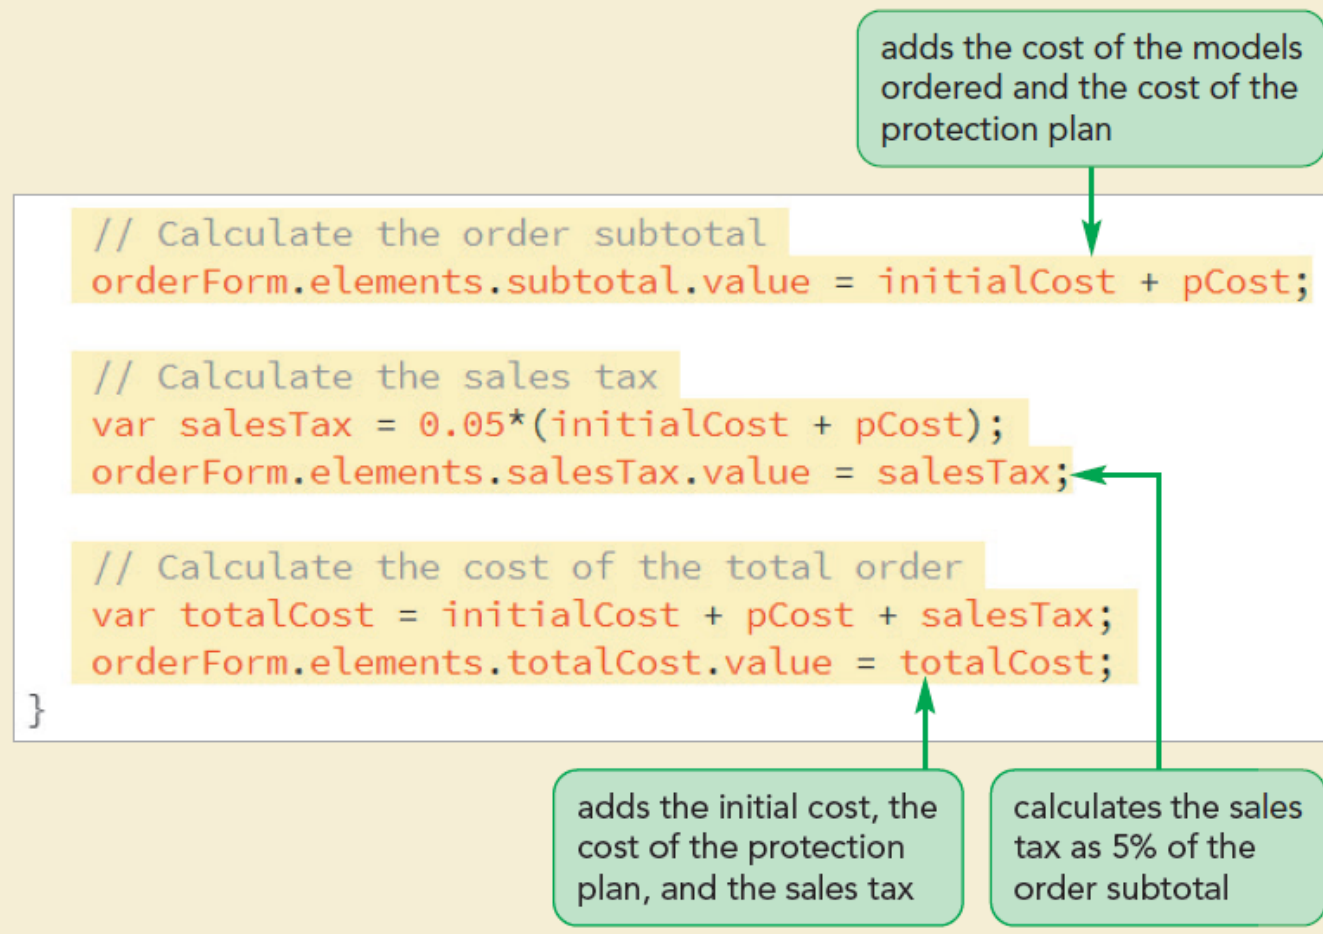 adds the cost of the models
ordered and the cost of the
protection plan
// Calculate the order subtotal
orderForm.elements.subtotal.value = initialCost + pCost;
// Calculate the sales tax
var salesTax = 0.05*(initialCost + pCost);
orderForm.elements.salesTax.value = salesTax;
// Calculate the cost of the total order
var totalCost = initialCost + pCost + salesTax;
orderForm.elements.totalCost.value = totalCost;
}
adds the initial cost, the
cost of the protection
plan, and the sales tax
calculates the sales
tax as 5% of the
order subtotal